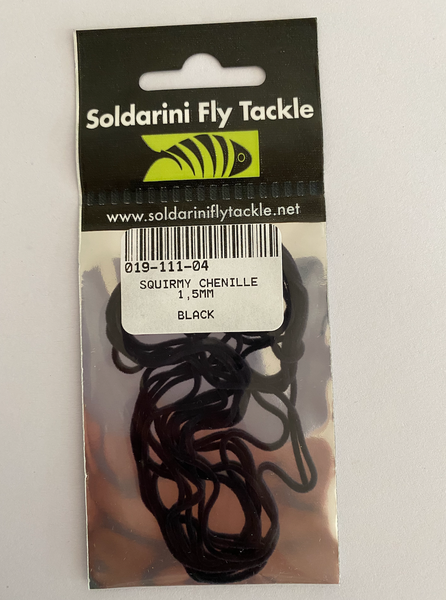 Soldarini Fly Tackle
www.soldariniflytackle.net
019-111-04
SQUIRMY CHENILLE
1,5MM
BLACK